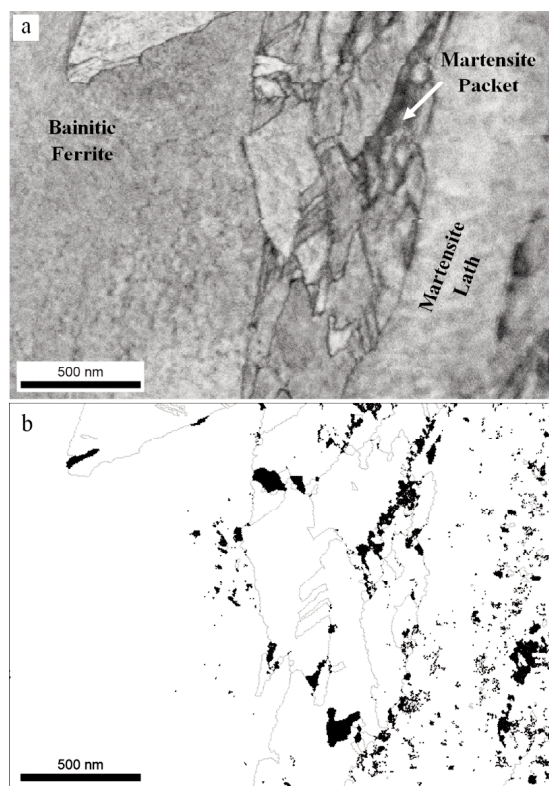 a
Martensite
Packet
Bainitic
Ferrite
Martensite
Lath
500 nm
b
500 nm